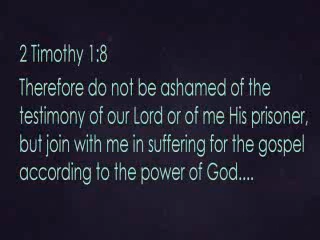 2 Timothy 1:8
Therefore do not be ashamed of the
testimony of our Lord or of me His prisoner,
but join with me in suffering for the gospel
according to the power of God....